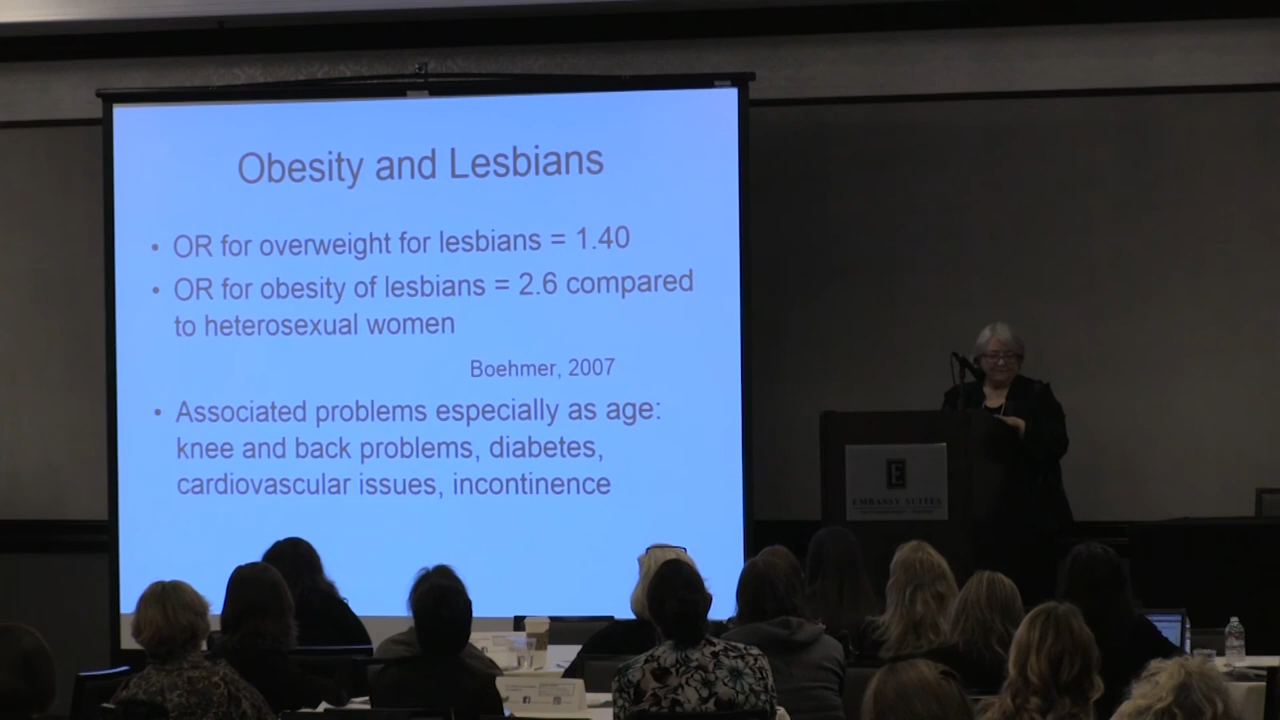 Obesity and Lesbians
• OR for overweight for lesbians = 1.40
• OR for obesity of lesbians = 2.6 compared
to heterosexual women
Boehmer, 2007
• Associated problems especially as age:
knee and back problems, diabetes,
cardiovascular issues, incontinence
E
EMBASSY SUITES